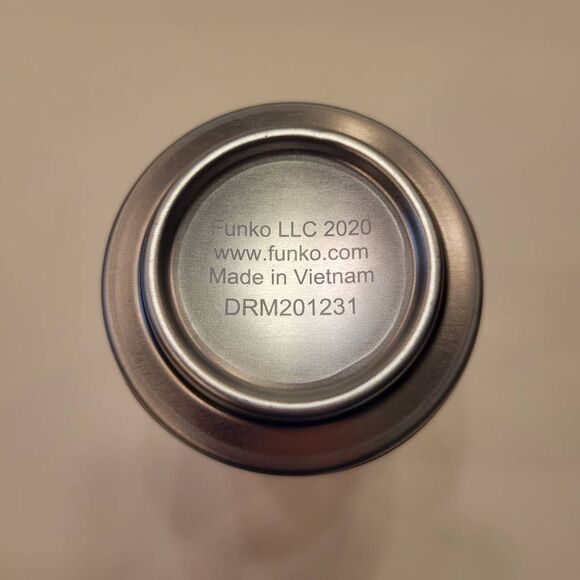 Funko LLC 2020
www.funko.com
Made in Vietnam
DRM201231